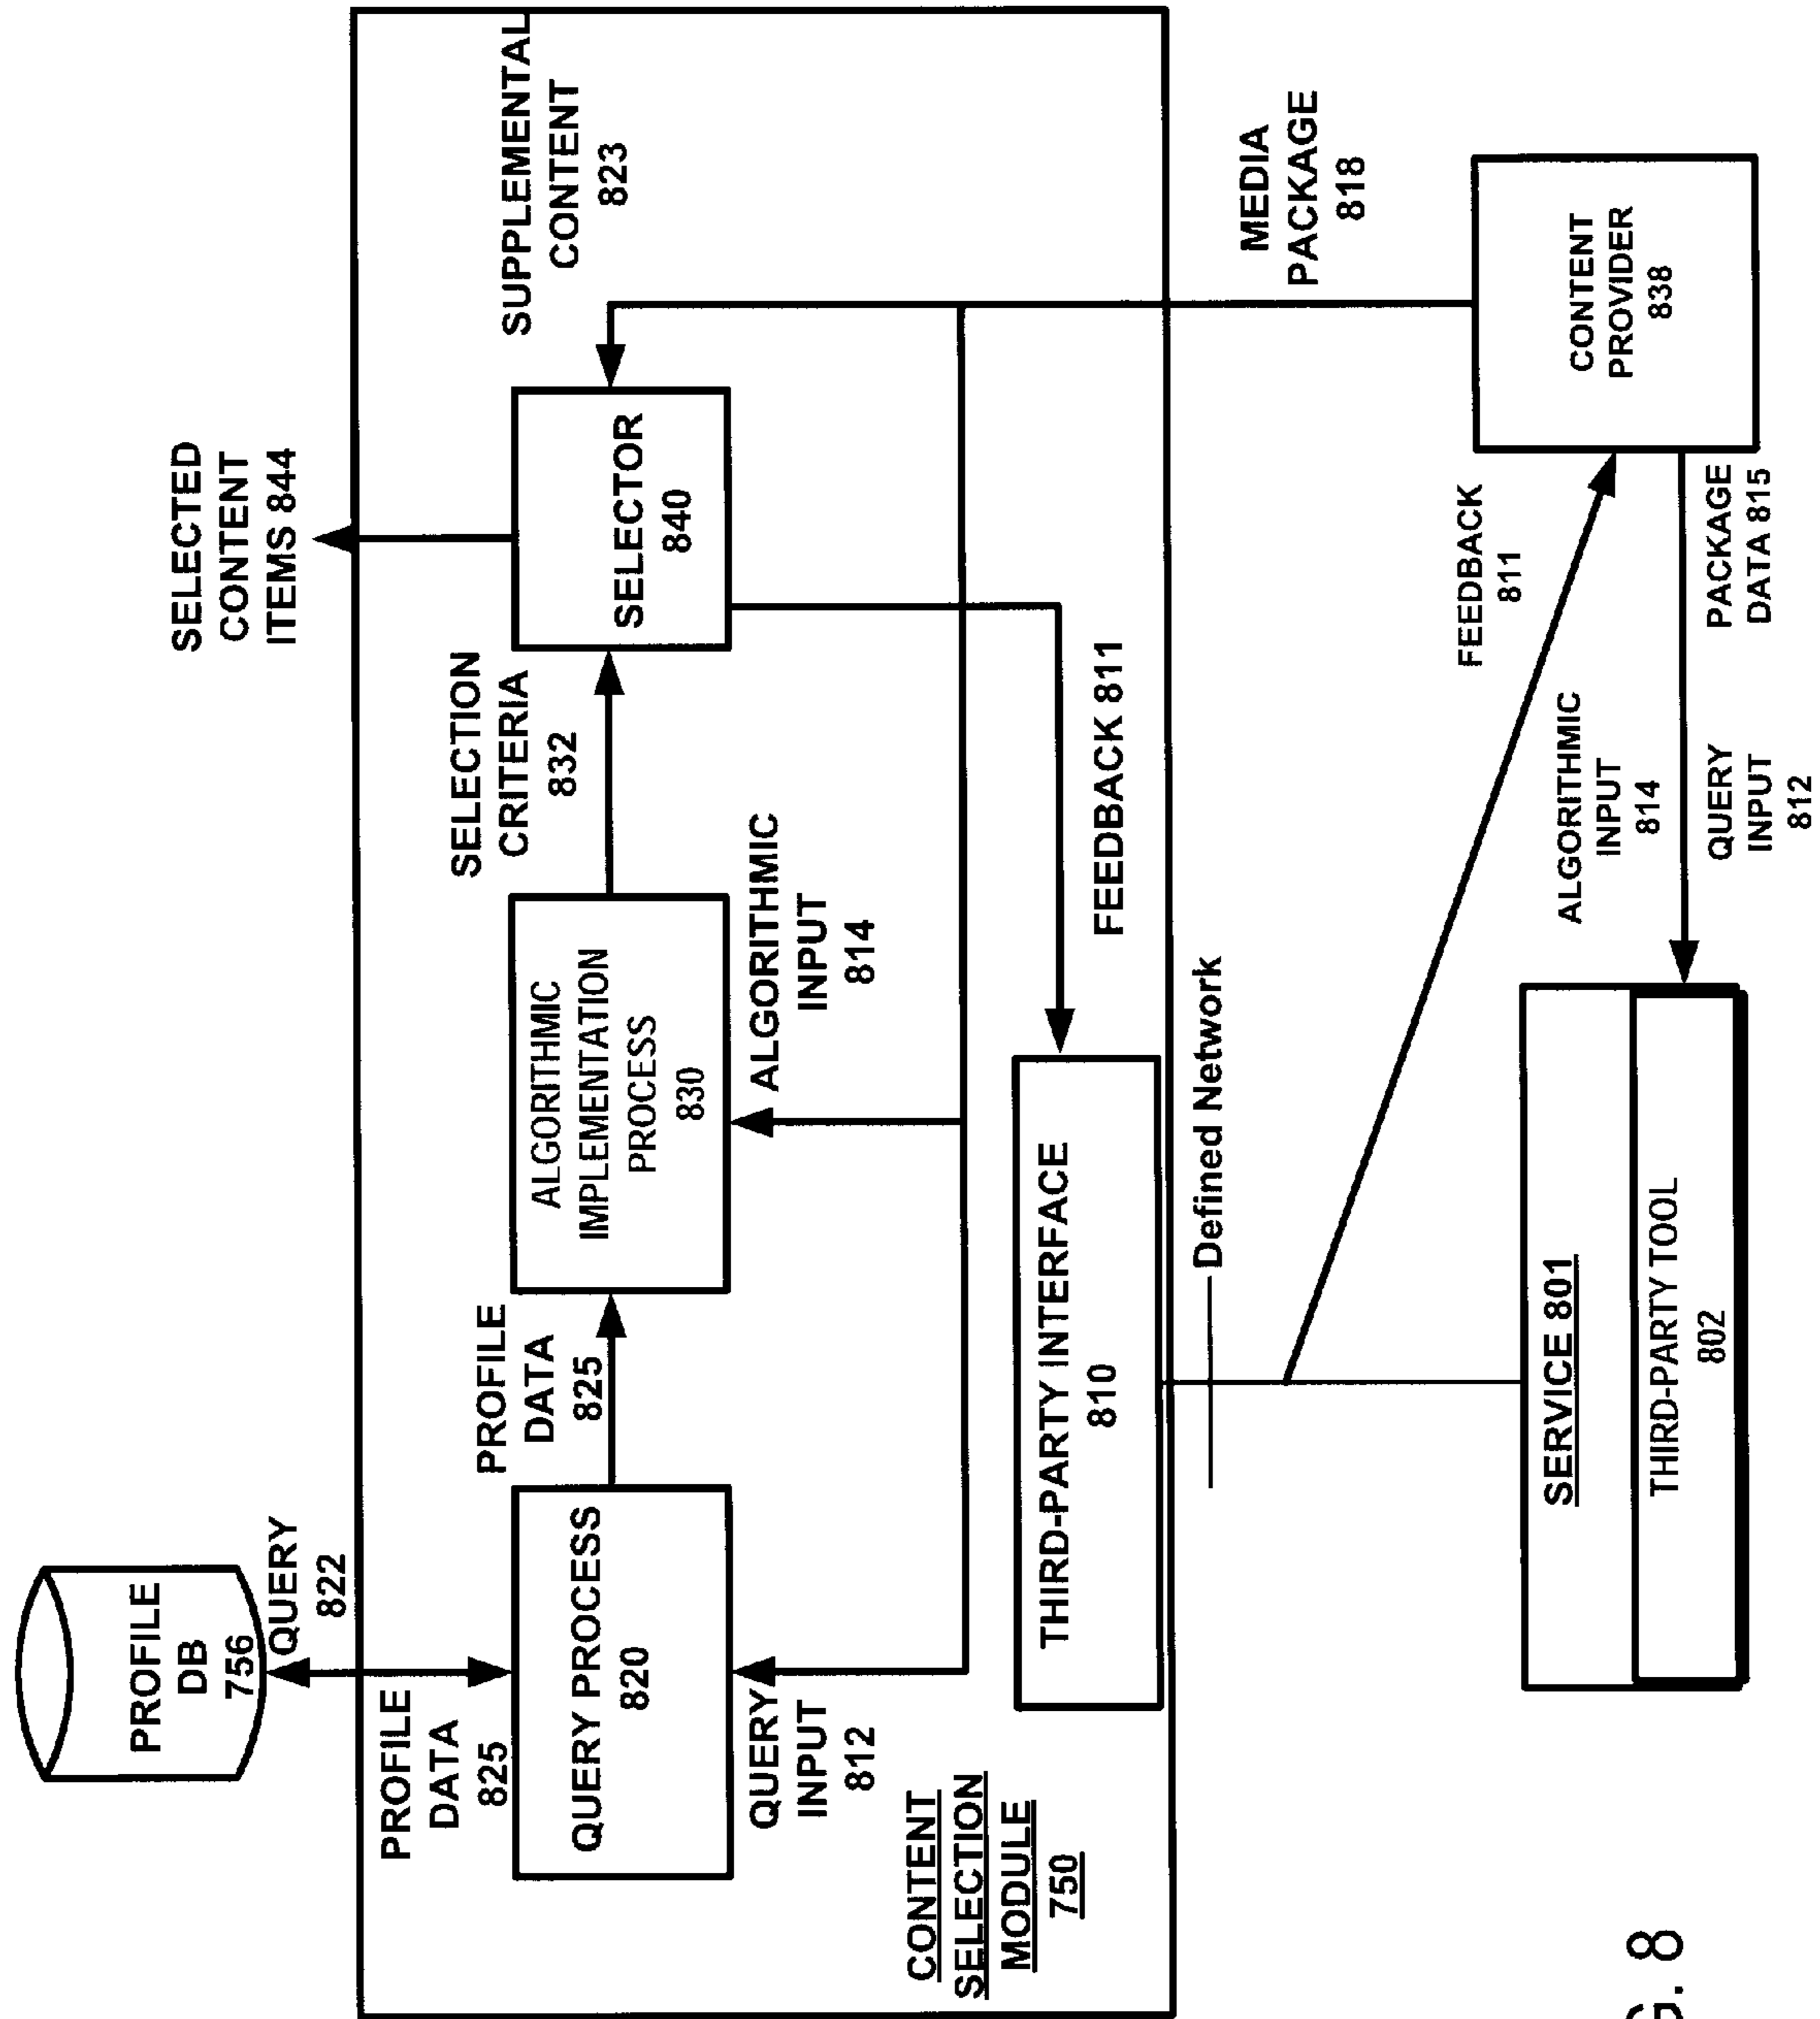 PROFILE
DB
756
QUERY
822
PROFILE
DATA
825
QUERY PROCESS
820
QUERY
INPUT
812
PROFILE
DATA
825
ALGORITHMIC
IMPLEMENTATION
PROCESS
830
ALGORITHMIC
INPUT
814
SELECTION
CRITERIA
832
SELECTOR
840
SELECTED
CONTENT
ITEMS 844
SUPPLEMENTAL
CONTENT
823
CONTENT
SELECTION
MODULE
750
THIRD-PARTY INTERFACE
810
FEEDBACK 811
Defined Network
MEDIA
PACKAGE
818
SERVICE 801
THIRD-PARTY TOOL
802
FEEDBACK
811
ALGORITHMIC
INPUT
814
QUERY
INPUT
812
PACKAGE
DATA 815
CONTENT
PROVIDER
838
G. 8